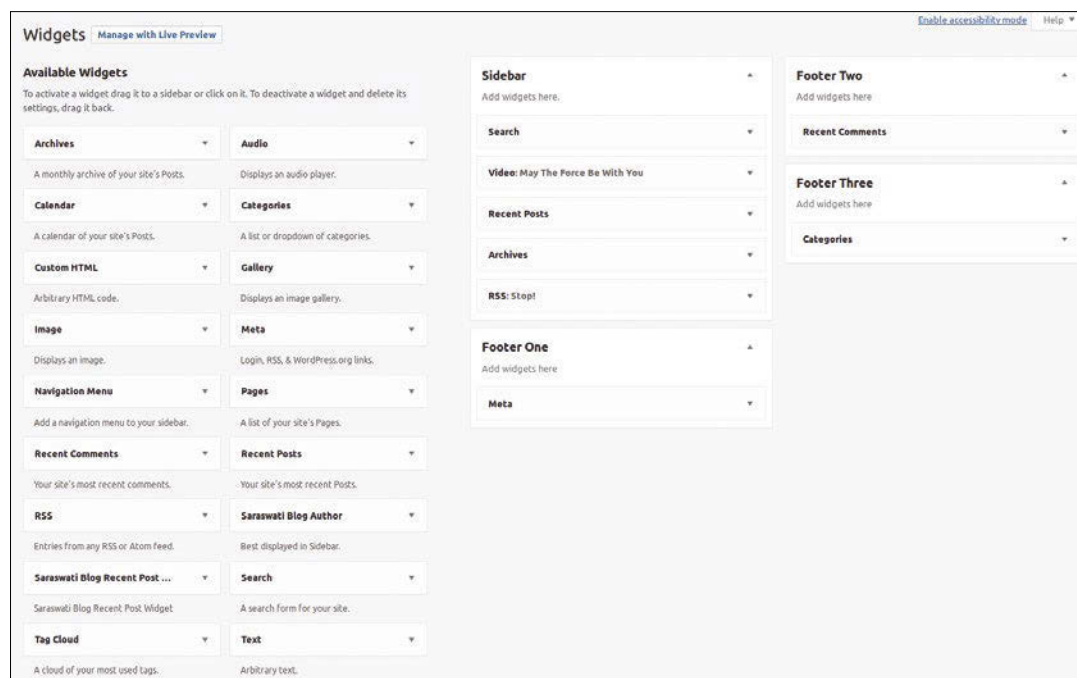 Enable accessibility mode
Help
Widgets
Manage with Live Preview
Available Widgets
To activate a widget drag it to a sidebar or click on it. To deactivate a widget and delete its
settings, drag it back.
Archives
Audio
A monthly archive of your site's Posts.
Displays an audio player.
Calendar
Categories
A calendar of your site's Posts.
A list or dropdown of categories.
Custom HTML
Gallery
Arbitrary HTML code.
Displays an image gallery.
Image
Meta
Displays an image.
Login, RSS, & WordPress.org links.
Navigation Menu
Pages
Add a navigation menu to your sidebar.
A list of your site's Pages.
Recent Comments
Recent Posts
Your site's most recent comments.
Your site's most recent Posts.
RSS
Saraswati Blog Author
Entries from any RSS or Atom feed.
Best displayed in Sidebar.
Saraswati Blog Recent Post ...
Search
Saraswati Blog Recent Post Widget
A search form for your site.
Tag Cloud
Text
A cloud of your most used tags.
Arbitrary text.
Sidebar
Add widgets here.
Search
Video: May The Force Be With You
Recent Posts
Archives
RSS: Stop!
Footer One
Add widgets here
Meta
Footer Two
Add widgets here
Recent Comments
Footer Three
Add widgets here
Categories